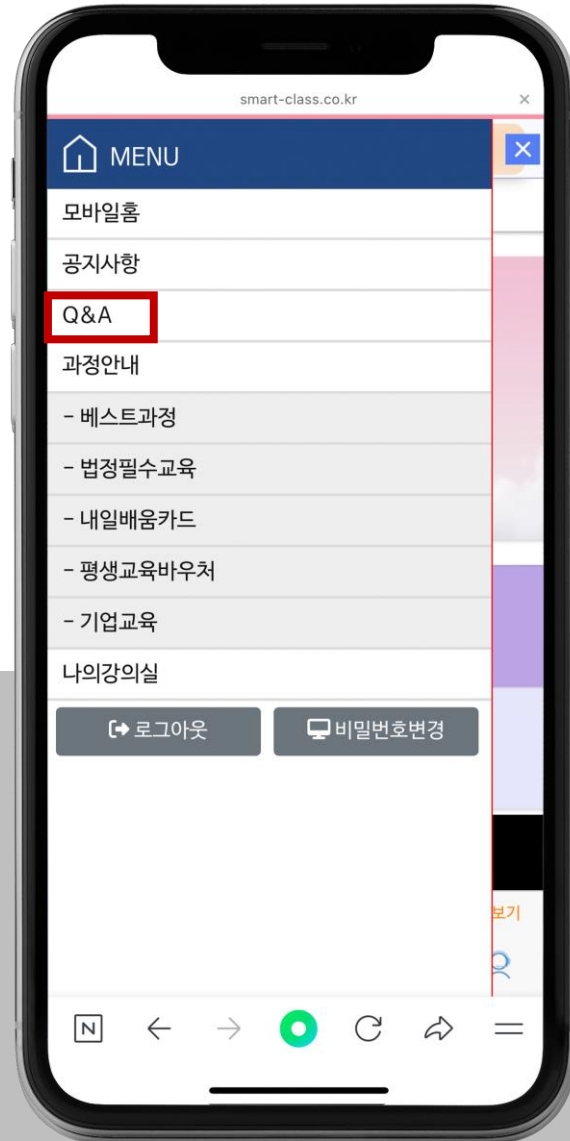 smart-class.co.kr
MENU
모바일홈
공지사항
Q&A
과정안내
- 베스트과정
- 법정필수교육
- 내일배움카드
- 평생교육바우처
- 기업교육
나의강의실
로그아웃 비밀번호변경
보기
N